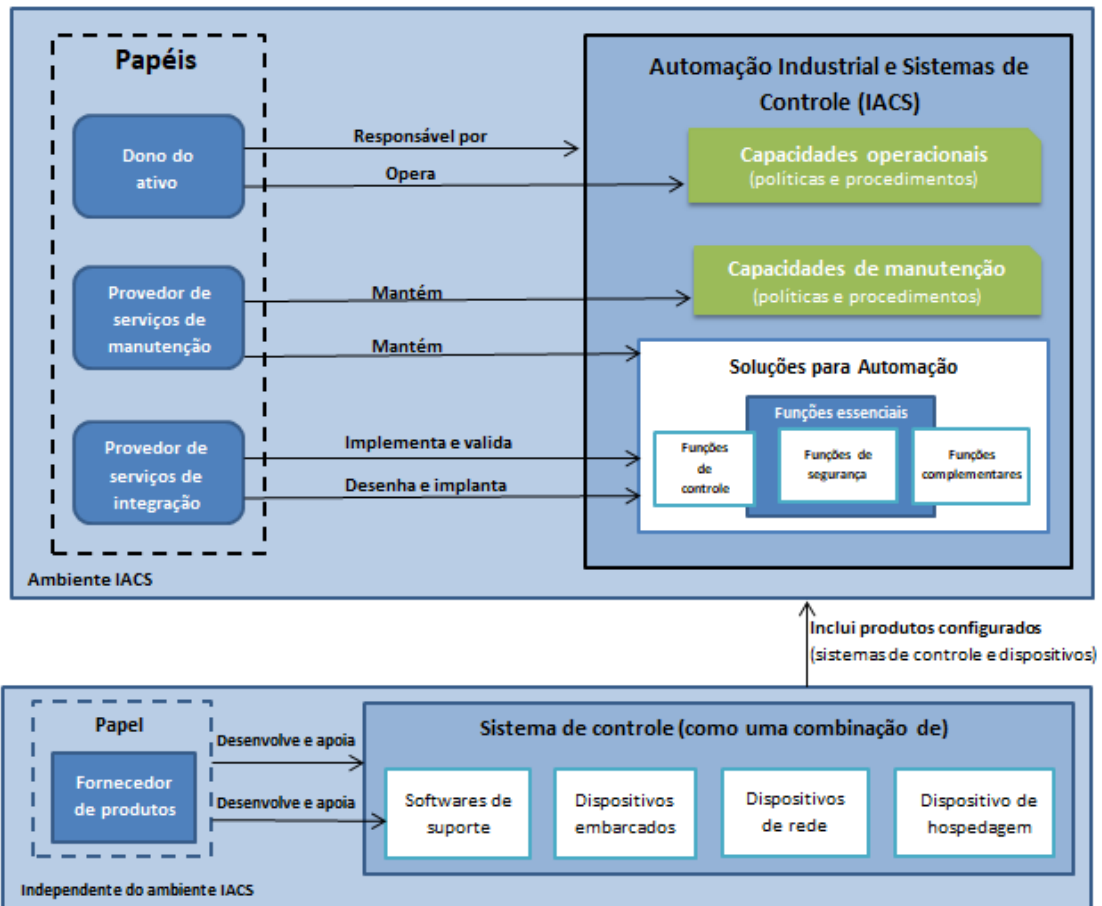 Papéis
Dono do
ativo
Provedor de
serviços de
manutenção
Provedor de
serviços de
integração
Responsável por
Opera
Mantém
Mantém
Implementa e valida
Desenha e implanta
Automação Industrial e Sistemas de
Controle (IACS)
Capacidades operacionais
(políticas e procedimentos)
Capacidades de manutenção
(políticas e procedimentos)
Soluções para Automação
Funções essenciais
Funções
de
controle
Funções de
segurança
Funções
complementares
Ambiente IACS
Inclui produtos configurados
(sistemas de controle e dispositivos)
Papel
Fornecedor
de produtos
Desenvolve e apoia
Desenvolve e apoia
Sistema de controle (como uma combinação de)
Softwares de
suporte
Dispositivos
embarcados
Dispositivos
de rede
Dispositivo de
hospedagem
Independente do ambiente IACS